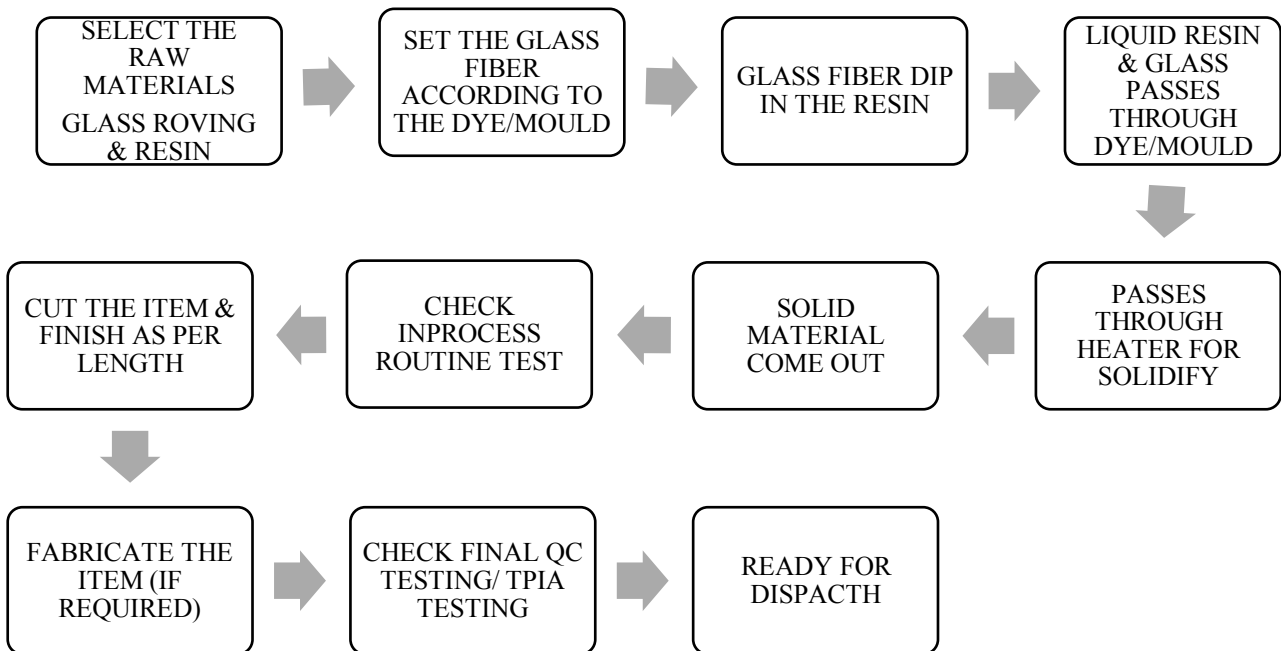 SELECT THE
RAW
MATERIALS
GLASS ROVING
& RESIN
SET THE GLASS
FIBER
ACCORDING TO
THE DYE/MOULD
GLASS FIBER DIP
IN THE RESIN
LIQUID RESIN
& GLASS
PASSES
THROUGH
DYE/MOULD
PASSES
THROUGH
HEATER FOR
SOLIDIFY
SOLID
MATERIAL
COME OUT
CHECK
INPROCESS
ROUTINE TEST
CUT THE ITEM &
FINISH AS PER
LENGTH
FABRICATE THE
ITEM (IF
REQUIRED)
CHECK FINAL QC
TESTING/ TPIA
TESTING
READY FOR
DISPACTH